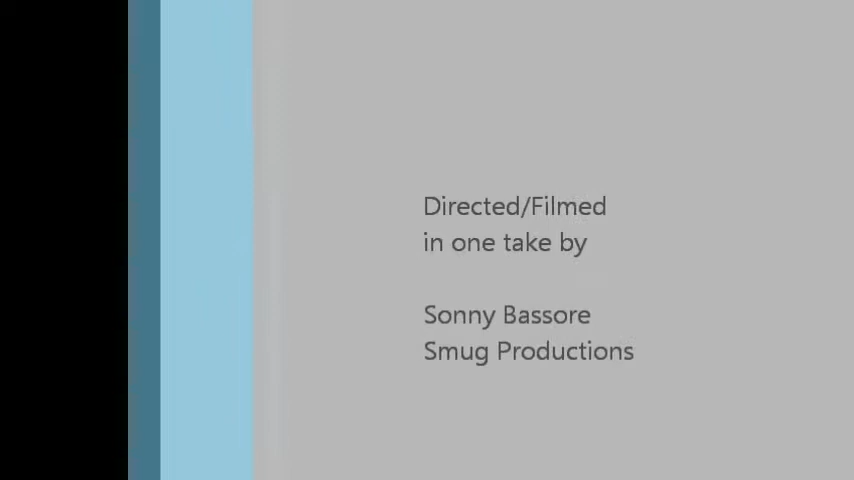 Directed/Filmed
in one take by
Sonny Bassore
Smug Productions